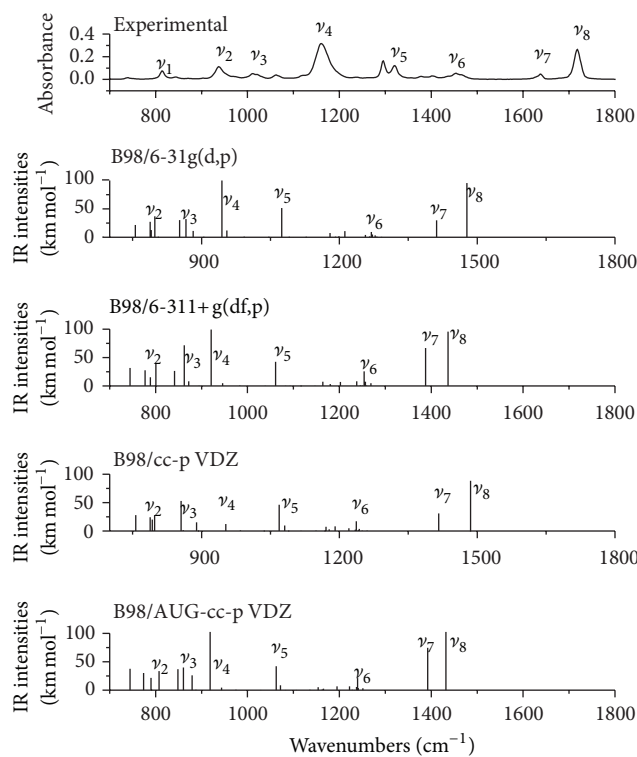 Experimental
Absorbance
0.4
0.2
0.0
ν1 ν2 ν3 ν4 ν5 ν6 ν7 ν8
800 1000 1200 1400 1600 1800
B98/6-31g(d,p)
IR intensities
(km mol−1)
100
50
0
ν2 ν3 ν4 ν5 ν6 ν7 ν8
900 1200 1500 1800
B98/6-311+g(df,p)
IR intensities
(km mol−1)
100
50
0
ν2 ν3 ν4 ν5 ν6 ν7 ν8
800 1000 1200 1400 1600 1800
B98/cc-p VDZ
IR intensities
(km mol−1)
100
50
0
ν2 ν3 ν4 ν5 ν6 ν7 ν8
900 1200 1500 1800
B98/AUG-cc-p VDZ
IR intensities
(km mol−1)
100
50
0
ν2 ν3 ν4 ν5 ν6 ν7 ν8
800 1000 1200 1400 1600 1800
Wavenumbers (cm−1)